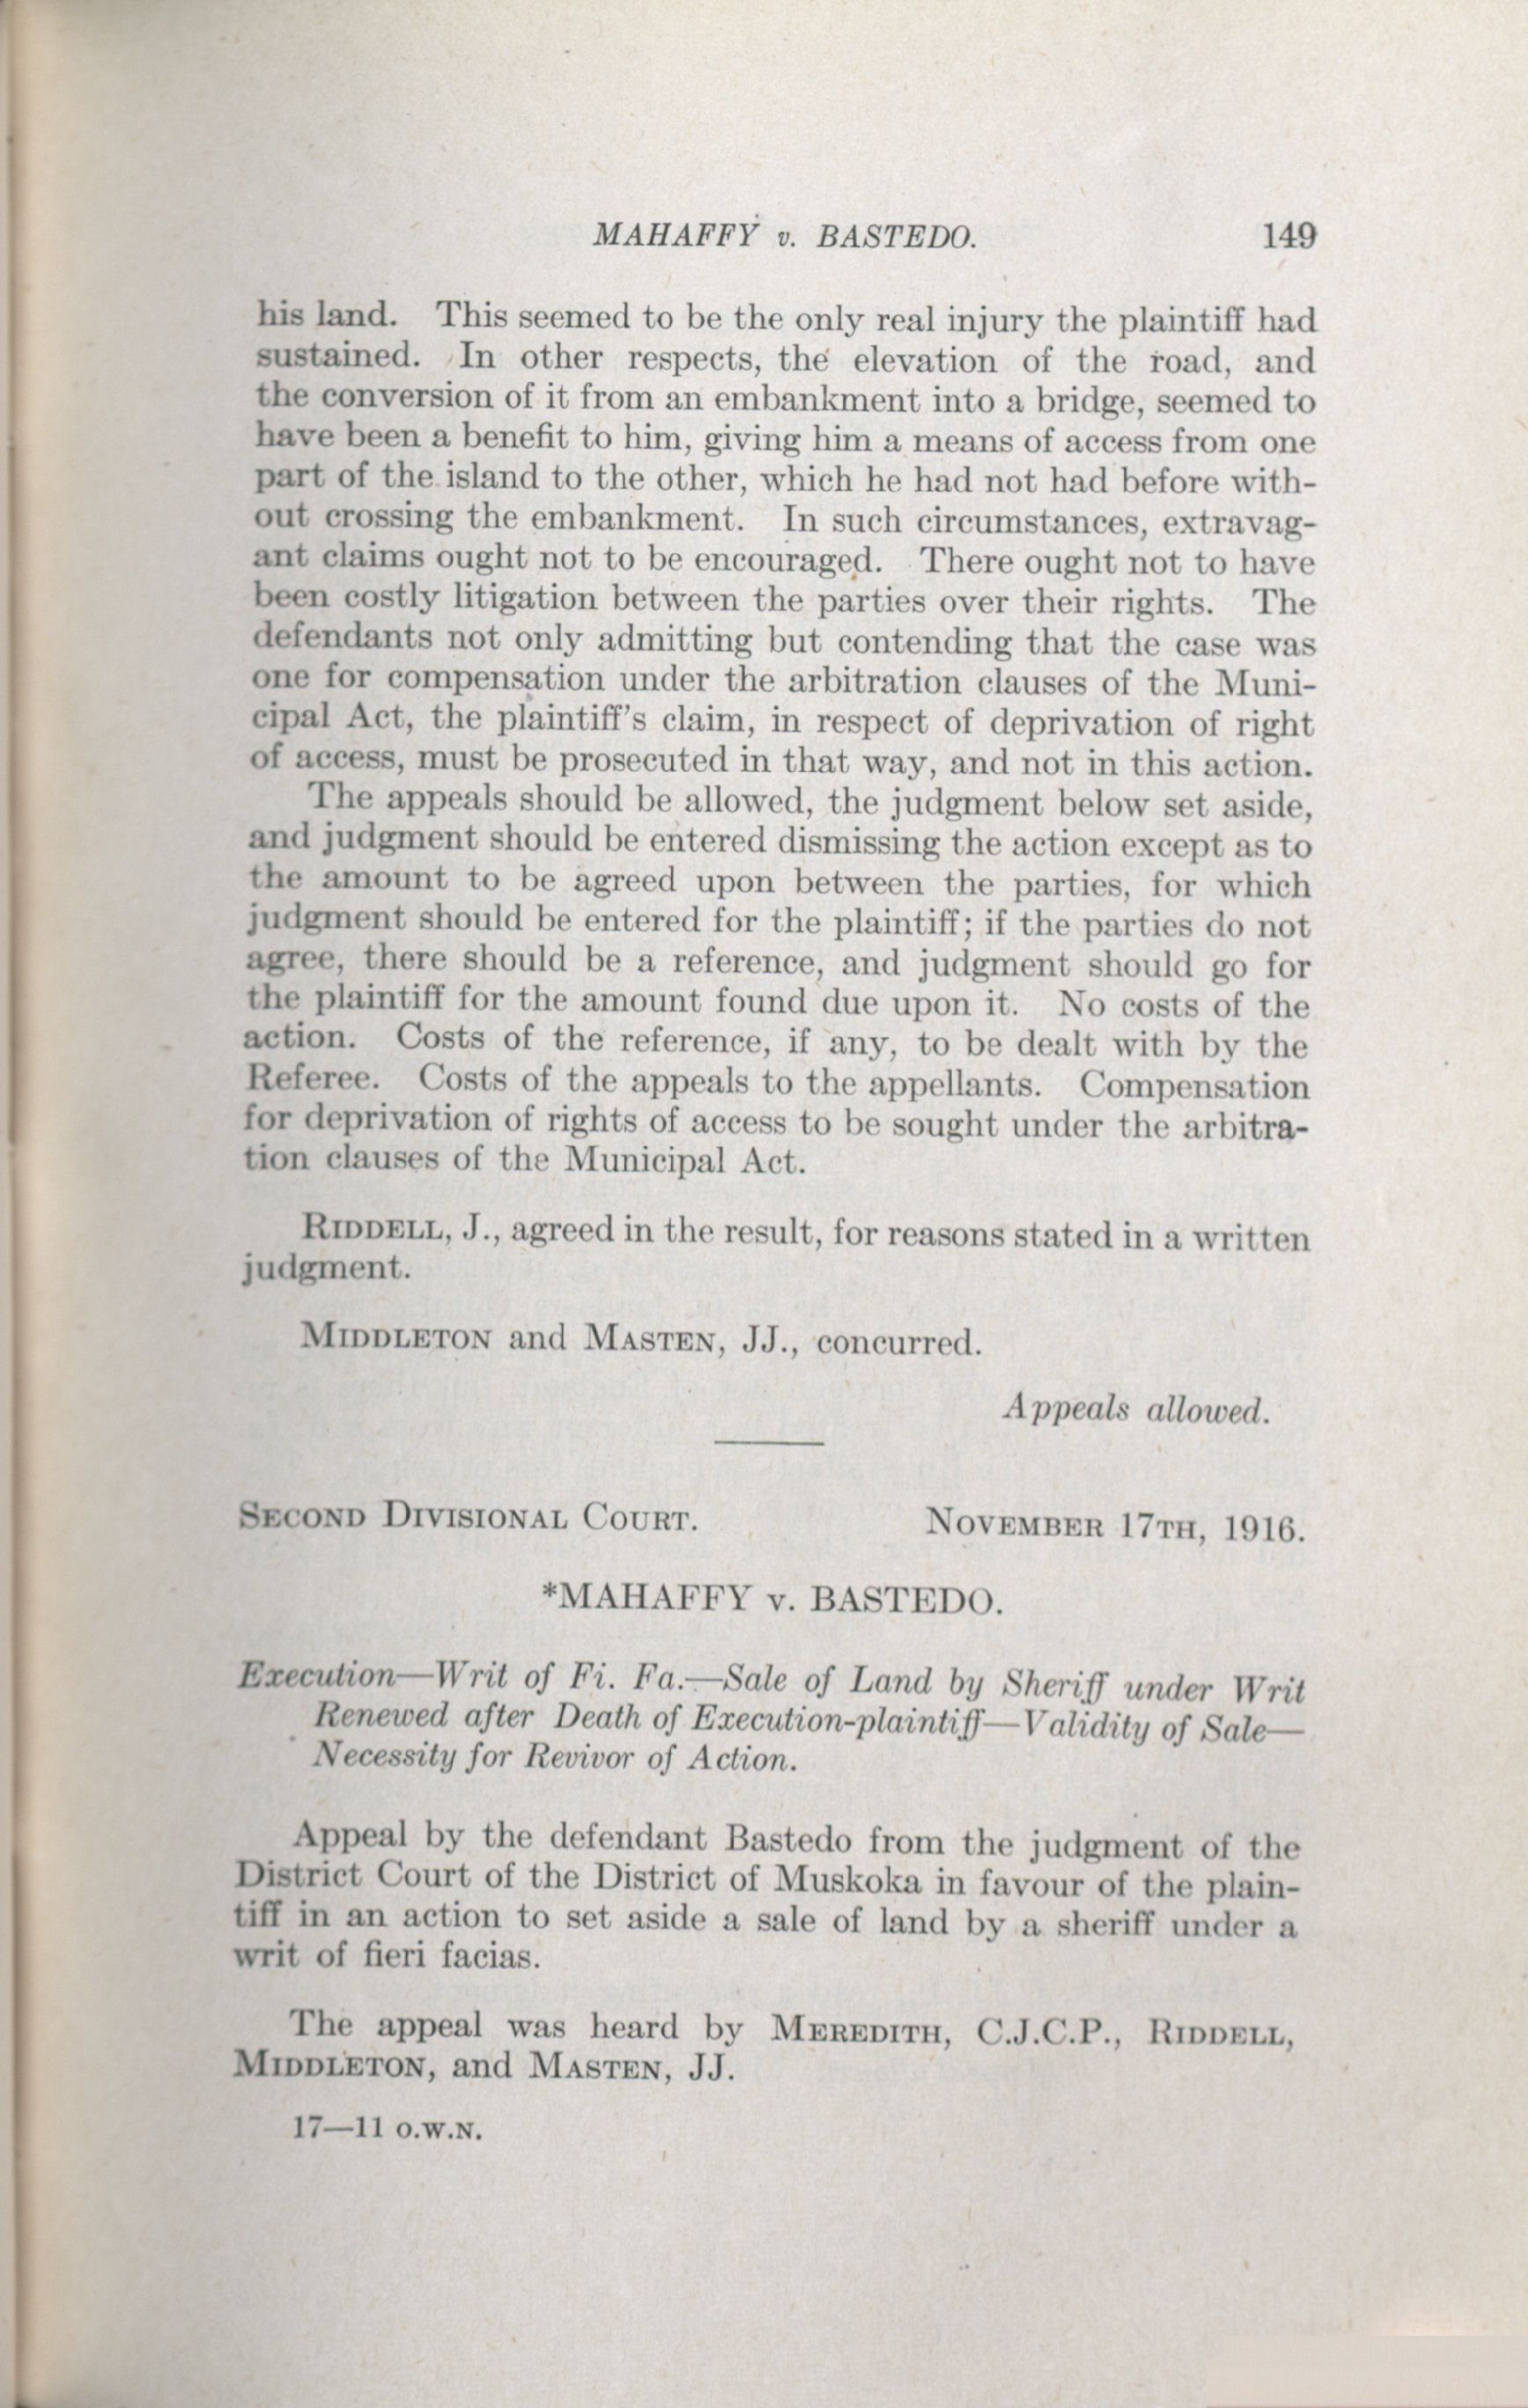 MAHAFFY v. BASTEDO. 149
his land. This seemed to be the only real injury the plaintiff had
sustained. In other respects, the elevation of the road, and
the conversion of it from an embankment into a bridge, seemed to
have been a benefit to him, giving him a means of access from one
part of the island to the other, which he had not had before with-
out crossing the embankment. In such circumstances, extravag-
ant claims ought not to be encouraged. There ought not to have
been costly litigation between the parties over their rights. The
defendants not only admitting but contending that the case was
one for compensation under the arbitration clauses of the Muni-
cipal Act, the plaintiff's claim, in respect of deprivation of right
of access, must be prosecuted in that way, and not in this action.
The appeals should be allowed, the judgment below set aside,
and judgment should be entered dismissing the action except as to
the amount to be agreed upon between the parties, for which
judgment should be entered for the plaintiff; if the parties do not
agree, there should be a reference, and judgment should go for
the plaintiff for the amount found due upon it. No costs of the
action. Costs of the reference, if any, to be dealt with by the
Referee. Costs of the appeals to the appellants. Compensation
for deprivation of rights of access to be sought under the arbitra-
tion clauses of the Municipal Act.
RIDDELL, J., agreed in the result, for reasons stated in a written
judgment.
MIDDLETON and MASTEN, JJ., concurred.
Appeals allowed.
SECOND DIVISIONAL COURT. NOVEMBER 17TH, 1916.
*MAHAFFY v. BASTEDO.
Execution—Writ of Fi. Fa.—Sale of Land by Sheriff under Writ
Renewed after Death of Execution-plaintiff—Validity of Sale—
Necessity for Revivor of Action.
Appeal by the defendant Bastedo from the judgment of the
District Court of the District of Muskoka in favour of the plain-
tiff in an action to set aside a sale of land by a sheriff under a
writ of fieri facias.
The appeal was heard by MEREDITH, C.J.C.P., RIDDELL,
MIDDLETON, and MASTEN, JJ.
17—11 O.W.N.